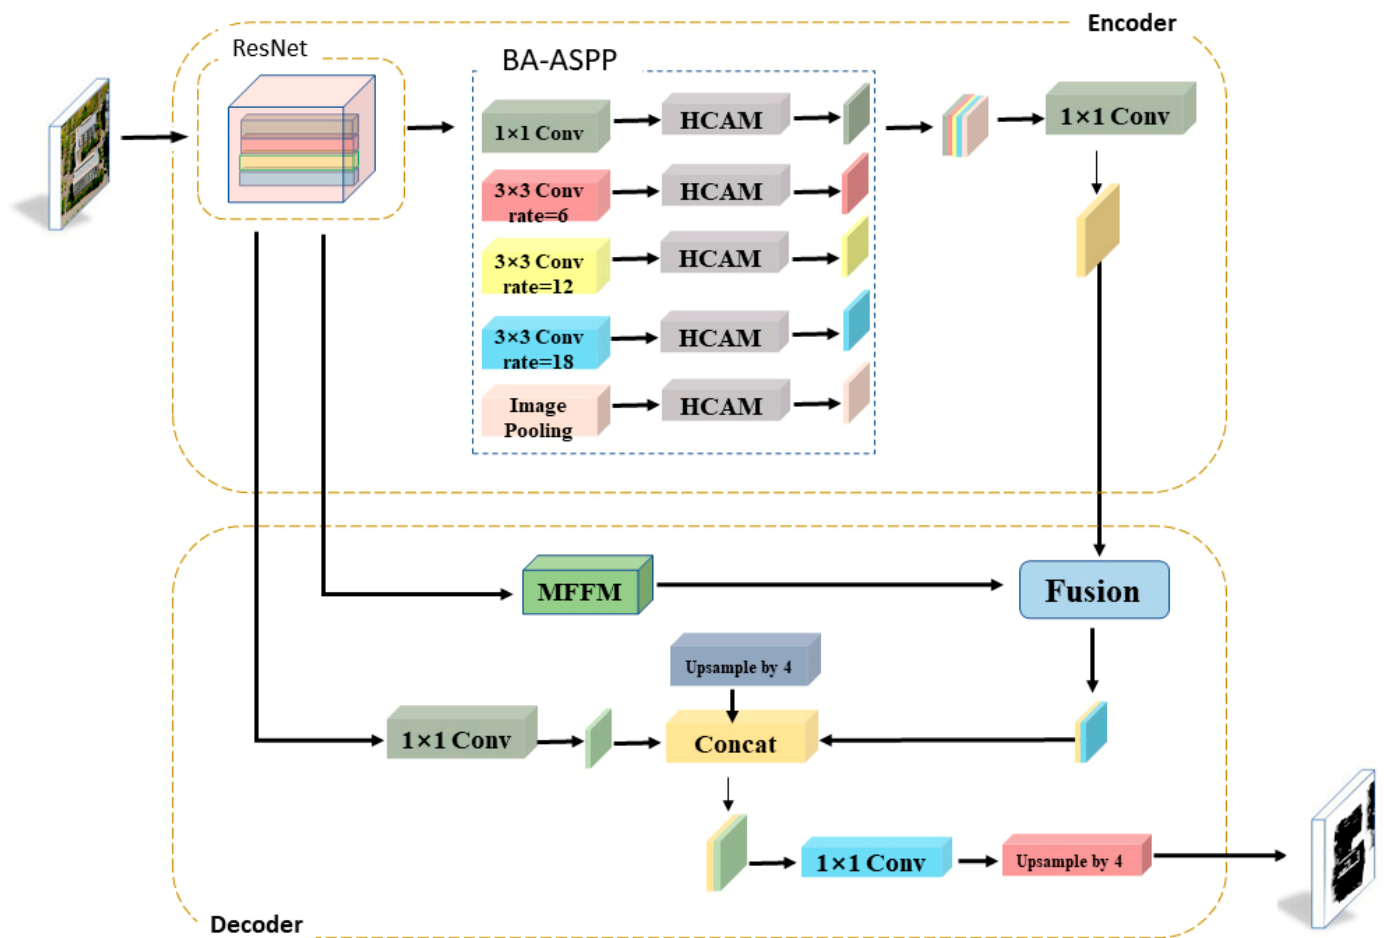 Encoder
ResNet
BA-ASPP
1×1 Conv
HCAM
1×1 Conv
3×3 Conv
rate=6
HCAM
3×3 Conv
rate=12
HCAM
3×3 Conv
rate=18
HCAM
Image
Pooling
HCAM
MFFM
Fusion
Upsample by 4
1×1 Conv
Concat
1×1 Conv
Upsample by 4
Decoder